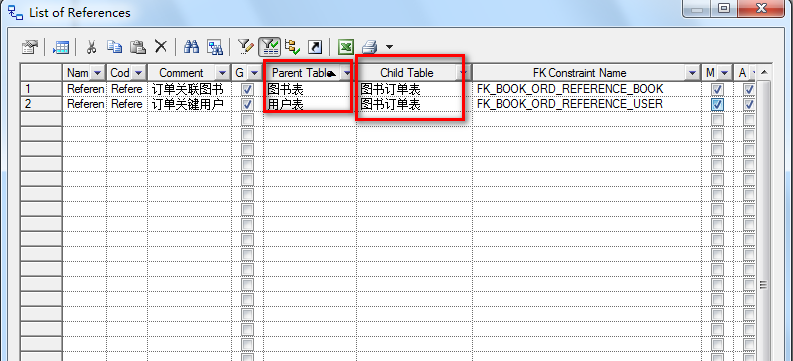 List of References
Nam Cod Comment G Parent Table Child Table FK Constraint Name M A
1 Referen Refere 订单关联图书 图书表 图书订单表 FK_BOOK_ORD_REFERENCE_BOOK
2 Referen Refere 订单关键用户 用户表 图书订单表 FK_BOOK_ORD_REFERENCE_USER